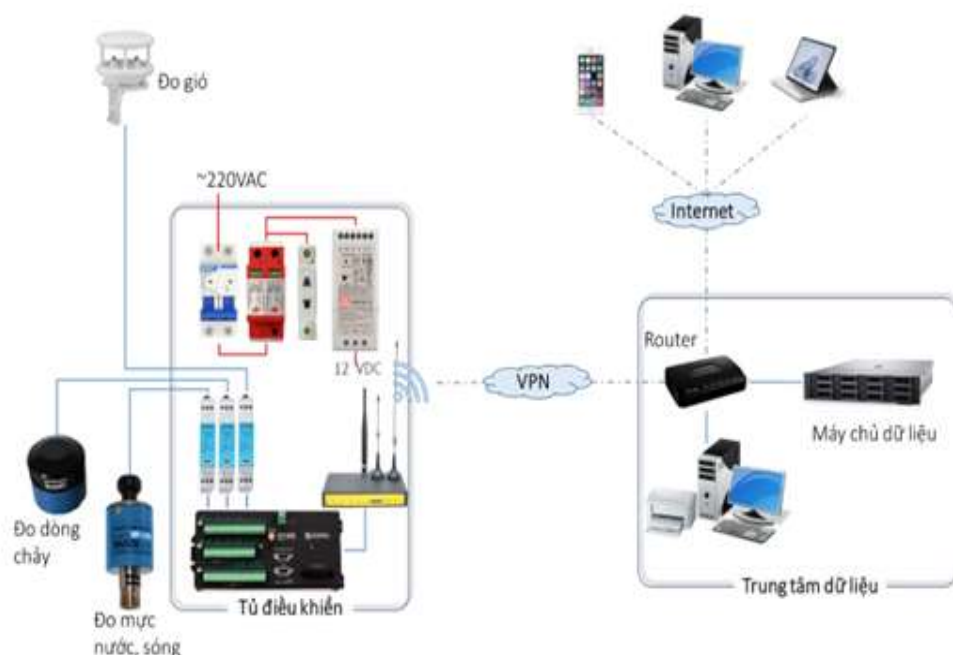 Đo gió
~220VAC
Internet
12 VDC
VPN
Router
Máy chủ dữ liệu
Đo dòng
chảy
Đo mực
nước, sóng
Tủ điều khiển
Trung tâm dữ liệu